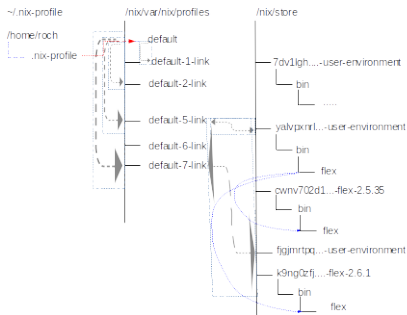 ~/.nix-profile
/nix/var/nix/profiles
/nix/store
/home/roch
.nix-profile
default
default-1-link
default-2-link
default-5-link
default-6-link
default-7-link
7dv1lgh...-user-environment
bin
....
yalvpxnrl...-user-environment
bin
flex
cwnv702d1...-flex-2.5.35
bin
flex
fjgjmrtpq...-user-environment
k9ng0zfj....-flex-2.6.1
bin
flex